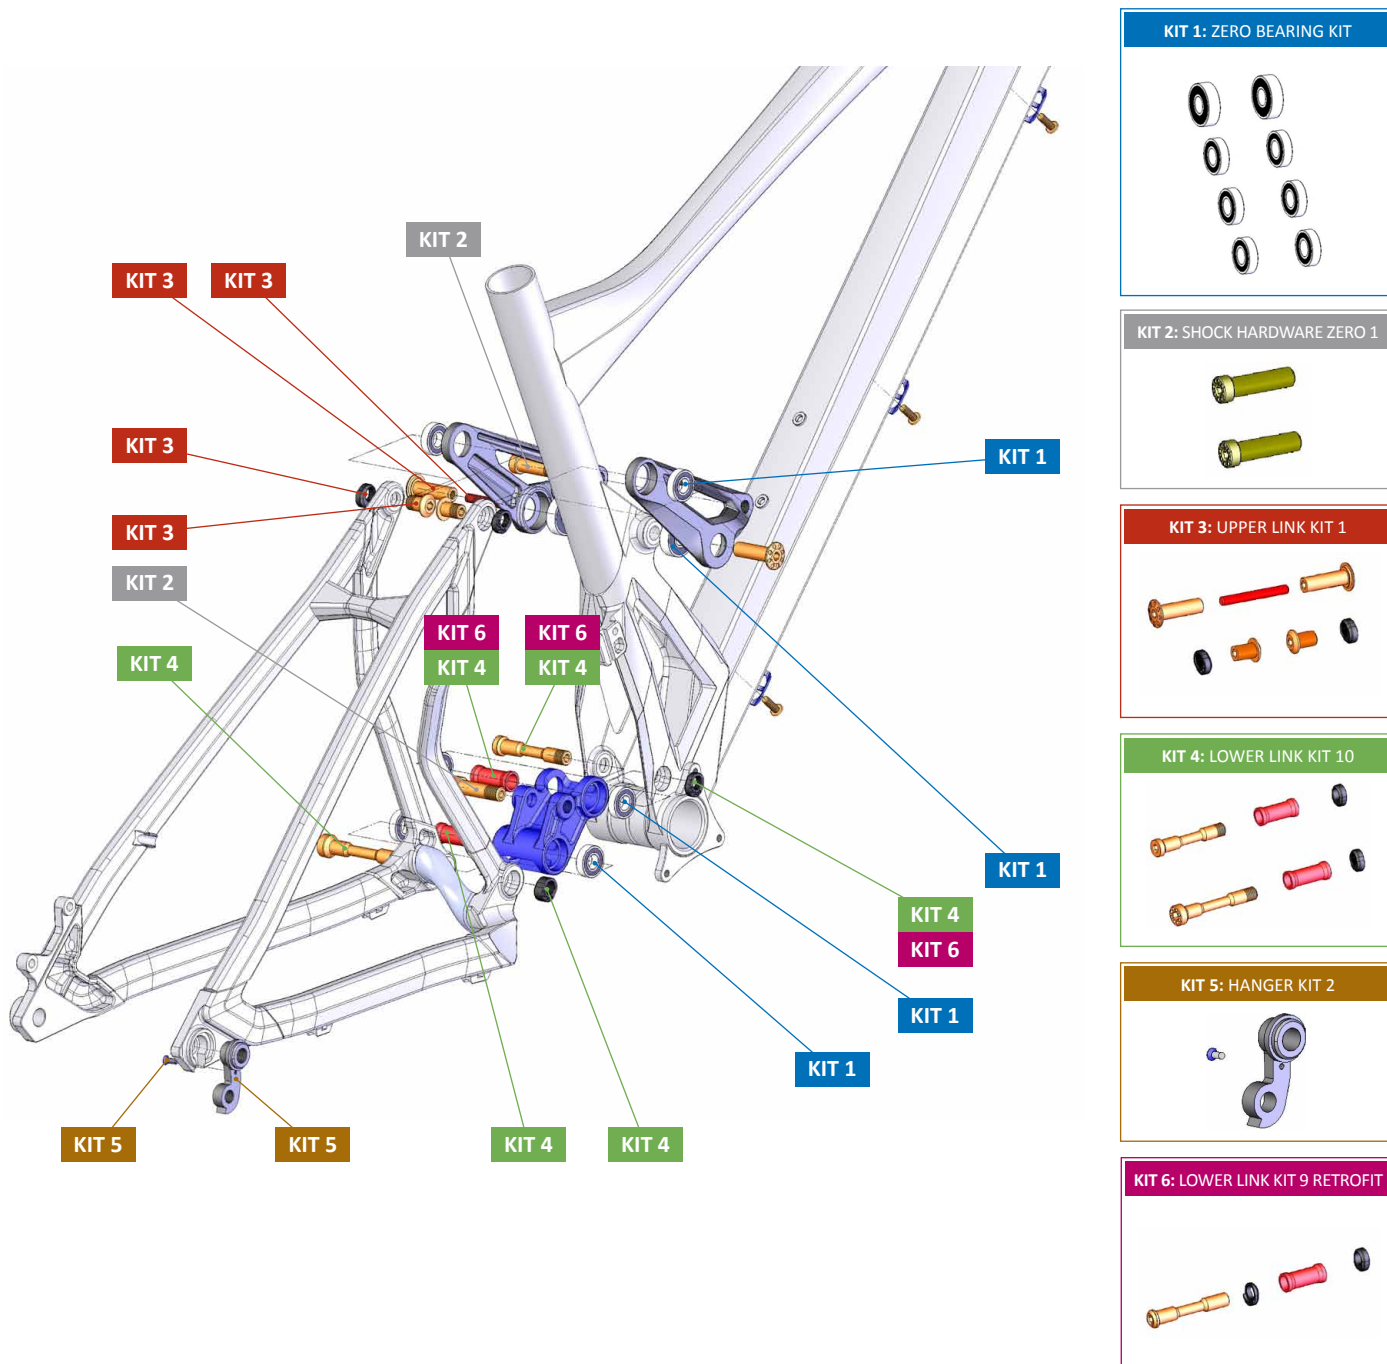 KIT 1: ZERO BEARING KIT
KIT 2
KIT 3 KIT 3
KIT 2: SHOCK HARDWARE ZERO 1
KIT 3
KIT 1
KIT 3
KIT 3: UPPER LINK KIT 1
KIT 2
KIT 6 KIT 6
KIT 4 KIT 4 KIT 4
KIT 4: LOWER LINK KIT 10
KIT 1
KIT 4
KIT 6
KIT 5: HANGER KIT 2
KIT 1
KIT 1
KIT 5 KIT 5 KIT 4 KIT 4
KIT 6: LOWER LINK KIT 9 RETROFIT